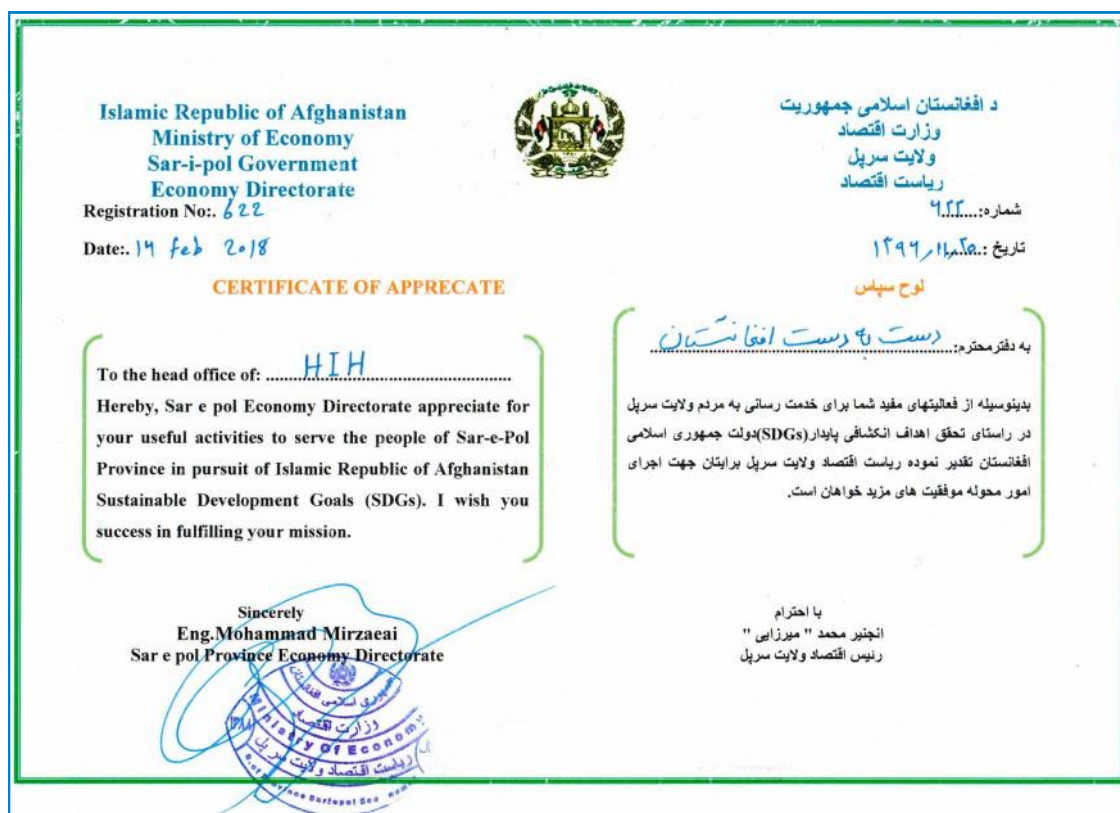 Islamic Republic of Afghanistan
Ministry of Economy
Sar-i-pol Government
Economy Directorate
Registration No:. 622
Date:. 14 feb 2018
CERTIFICATE OF APPRECATE
To the head office of: HIH
Hereby, Sar e pol Economy Directorate appreciate for
your useful activities to serve the people of Sar-e-Pol
Province in pursuit of Islamic Republic of Afghanistan
Sustainable Development Goals (SDGs). I wish you
success in fulfilling your mission.
Sincerely
Eng.Mohammad Mirzaeai
Sar e pol Province Economy Directorate
د افغانستان اسلامی جمهوریت
وزارت اقتصاد
ولایت سرپل
ریاست اقتصاد
شماره: ۶۲۲
تاریخ: ۱۳۹۶/۱۱/۲۵
لوح سپاس
به دفترمحترم: دست به دست افغانستان
بدینوسیله از فعالیتهای مفید شما برای خدمت رسانی به مردم ولایت سرپل
در راستای تحقق اهداف انکشافی پایدار(SDGs)دولت جمهوری اسلامی
افغانستان تقدیر نموده ریاست اقتصاد ولایت سرپل برایتان جهت اجرای
امور محوله موفقیت های مزید خواهان است.
با احترام
انجنیر محمد " میرزایی "
رئیس اقتصاد ولایت سرپل
جمهوری اسلامی افغانستان
وزارت اقتصاد
Ministry Of Economy
ریاست اقتصاد ولایت سر پل